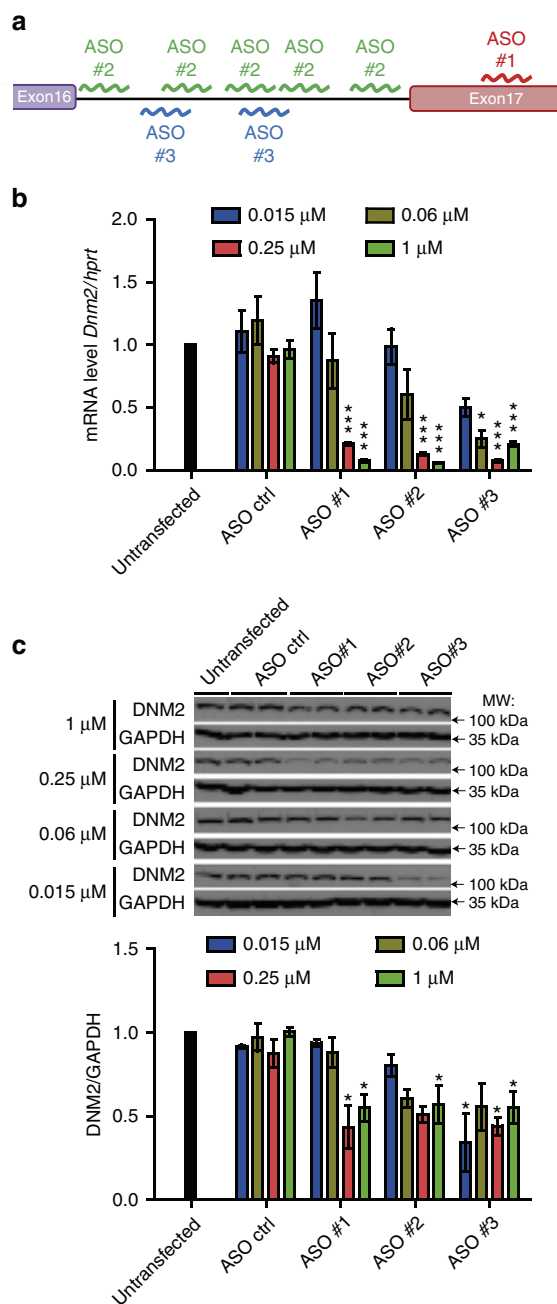 a
ASO ASO ASO ASO ASO ASO
#2 #2 #2 #2 #2 #1
Exon16 Exon17
ASO ASO
#3 #3
b
2.0
1.5
1.0
0.5
0.0
mRNA level Dnm2/hprt
0.015 μM 0.06 μM
0.25 μM 1 μM
*** *** *** *** * *** ***
Untransfected
ASO ctrl
ASO #1
ASO #2
ASO #3
c
Untransfected
ASO ctrl
ASO#1
ASO#2
ASO#3
MW:
1 μM
DNM2 ←100 kDa
GAPDH ←35 kDa
0.25 μM
DNM2 ←100 kDa
GAPDH ←35 kDa
0.06 μM
DNM2 ←100 kDa
GAPDH ←35 kDa
0.015 μM
DNM2 ←100 kDa
GAPDH ←35 kDa
1.5
1.0
0.5
0.0
DNM2/GAPDH
0.015 μM 0.06 μM
0.25 μM 1 μM
* * * * * *
Untransfected
ASO ctrl
ASO #1
ASO #2
ASO #3